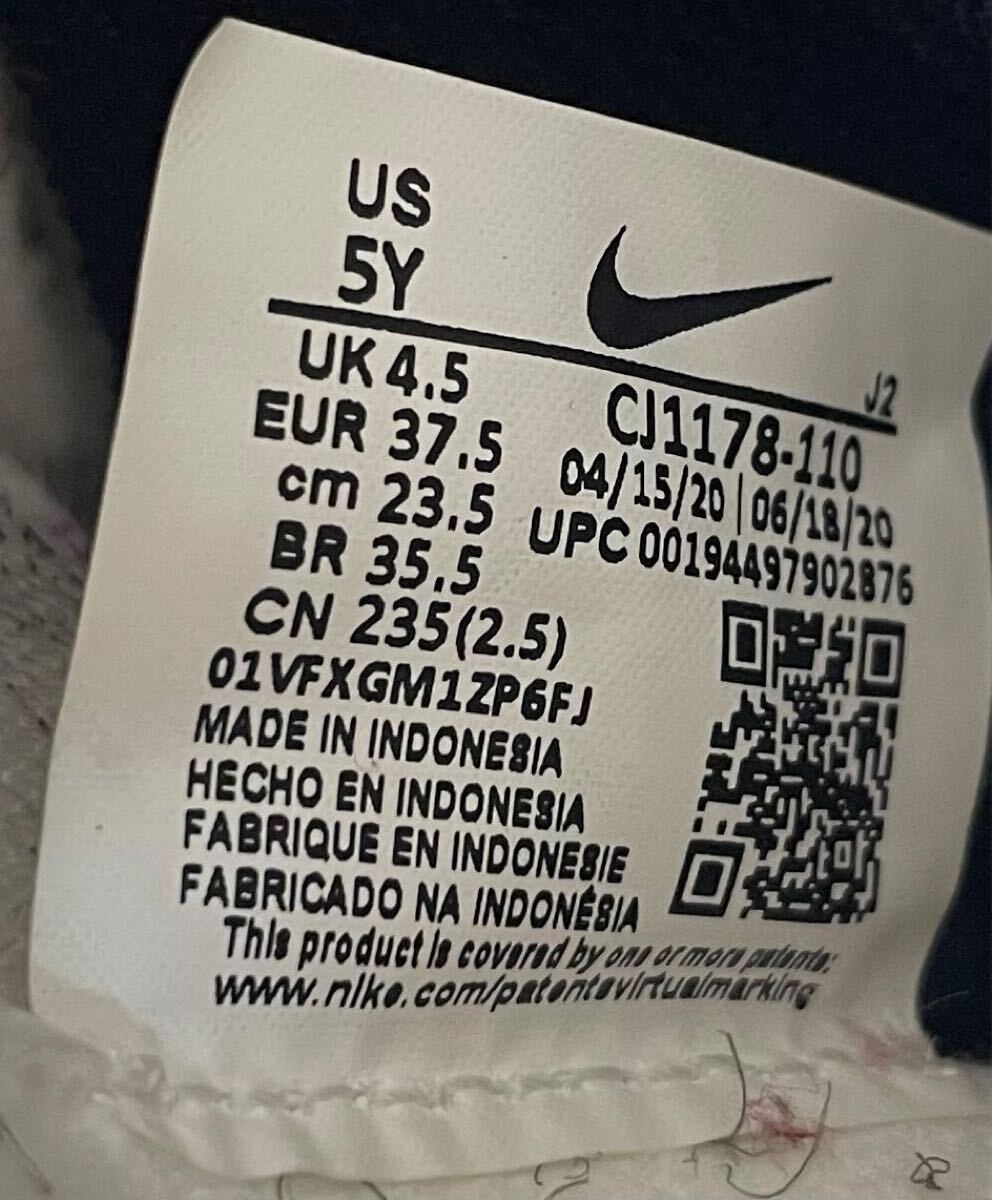 US
5Y
J2
UK 4.5
EUR 37.5
cm 23.5
BR 35.5
CN 235(2.5)
CJ1178-110
04/15/20 | 06/18/20
UPC 00194497902876
01VFXGM1ZP6FJ
MADE IN INDONESIA
HECHO EN INDONESIA
FABRIQUE EN INDONESIE
FABRICADO NA INDONÉSIA
This product is covered by one or more patents:
www.nike.com/patentsvirtualmarking